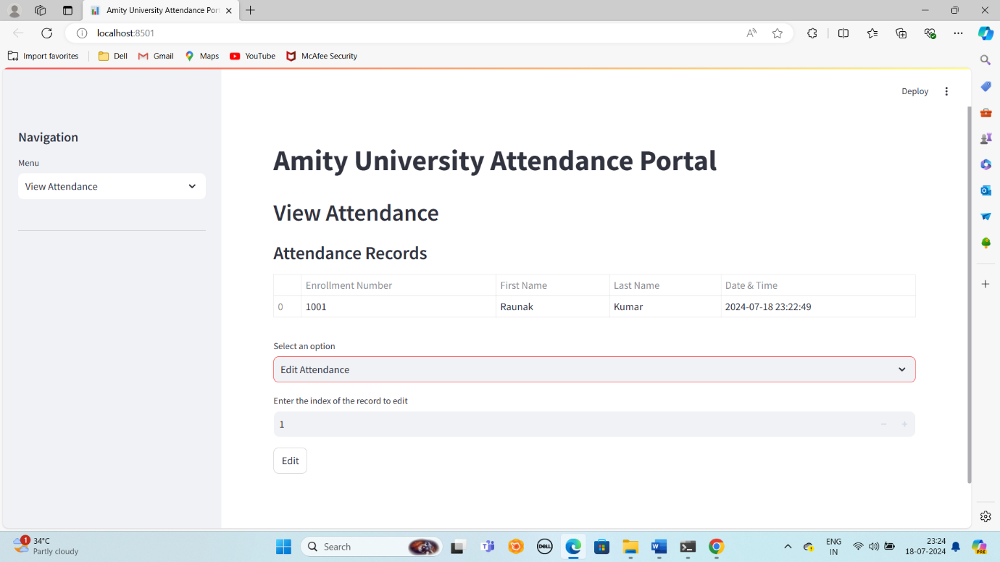 Amity University Attendance Por
localhost:8501
Import favorites
Dell
Gmail
Maps
YouTube
McAfee Security
Deploy
Navigation
Menu
View Attendance
Amity University Attendance Portal
View Attendance
Attendance Records
Enrollment Number First Name Last Name Date & Time
0 1001 Raunak Kumar 2024-07-18 23:22:49
Select an option
Edit Attendance
Enter the index of the record to edit
1
Edit
1
34°C
Partly cloudy
Search
DELL
ENG
IN
23:24
18-07-2024
PRE